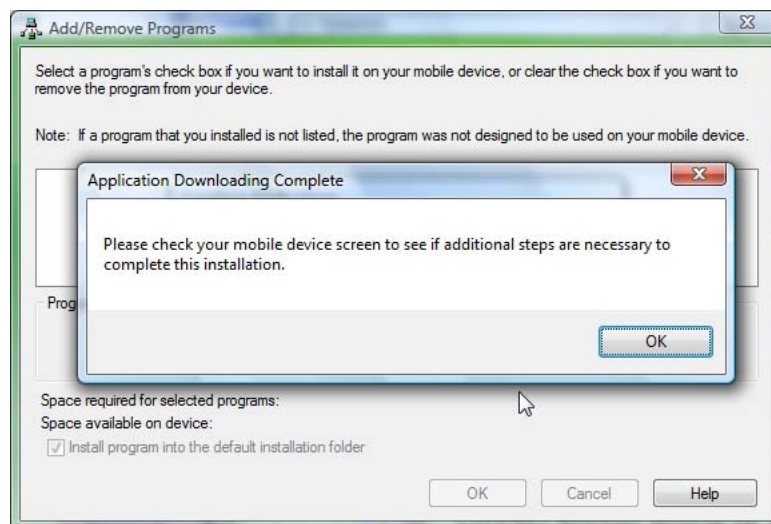 Add/Remove Programs
Select a program's check box if you want to install it on your mobile device, or clear the check box if you want to
remove the program from your device.
Note: If a program that you installed is not listed, the program was not designed to be used on your mobile device.
Application Downloading Complete
Please check your mobile device screen to see if additional steps are necessary to
complete this installation.
OK
Space required for selected programs:
Space available on device:
Install program into the default installation folder
OK Cancel Help